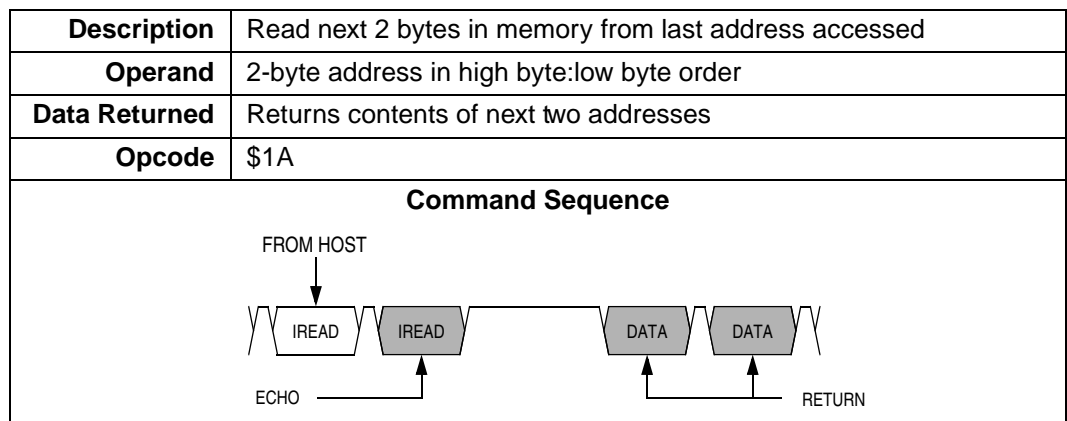 Description Read next 2 bytes in memory from last address accessed
Operand 2-byte address in high byte:low byte order
Data Returned Returns contents of next two addresses
Opcode $1A
Command Sequence
FROM HOST
IREAD IREAD DATA DATA
ECHO RETURN